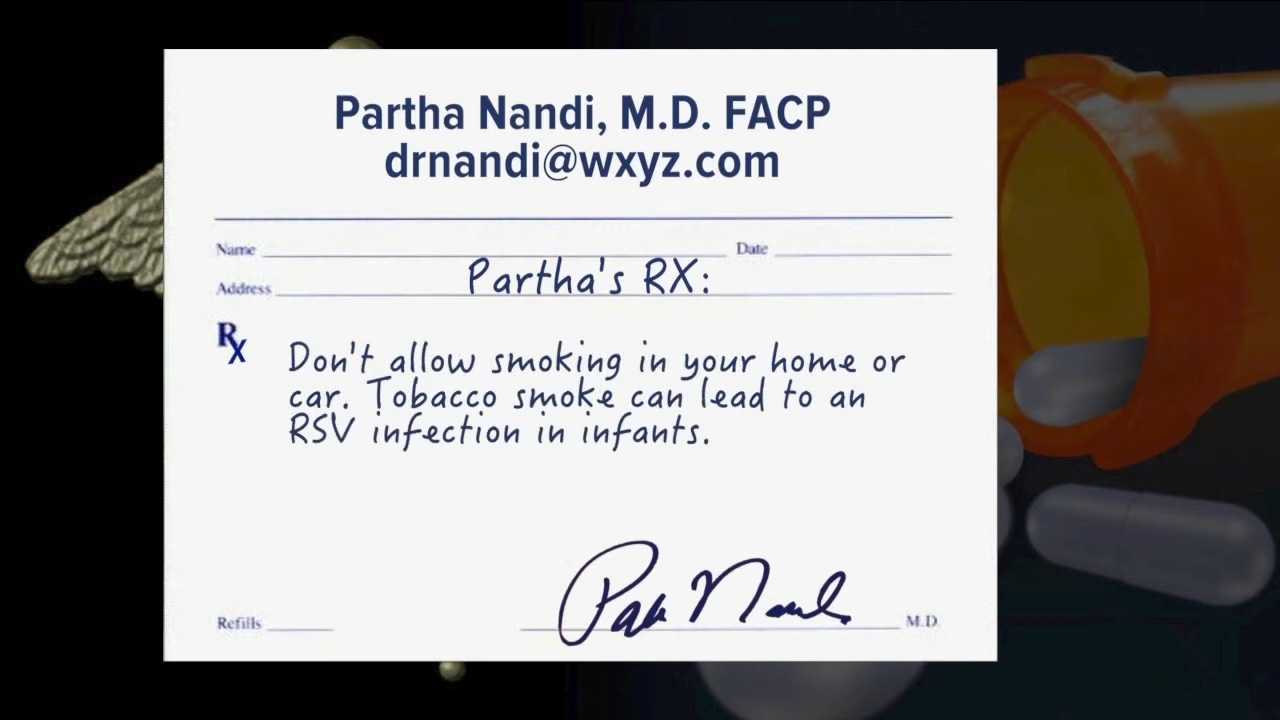 Partha Nandi, M.D. FACP
drnandi@wxyz.com
Name Date
Partha's RX:
Address
Rx
Don't allow smoking in your home or
car. Tobacco smoke can lead to an
RSV infection in infants.
Refills M.D.